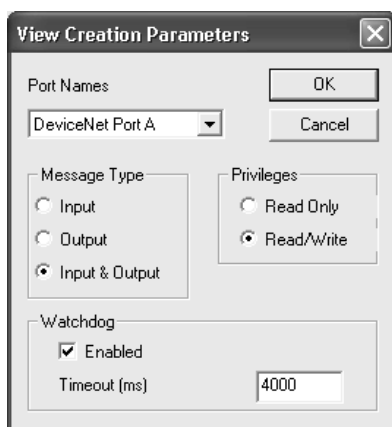 View Creation Parameters
Port Names
OK
DeviceNet Port A
Cancel
Message Type
Privileges
Input
Read Only
Output
Read/Write
Input & Output
Watchdog
Enabled
Timeout (ms)
4000